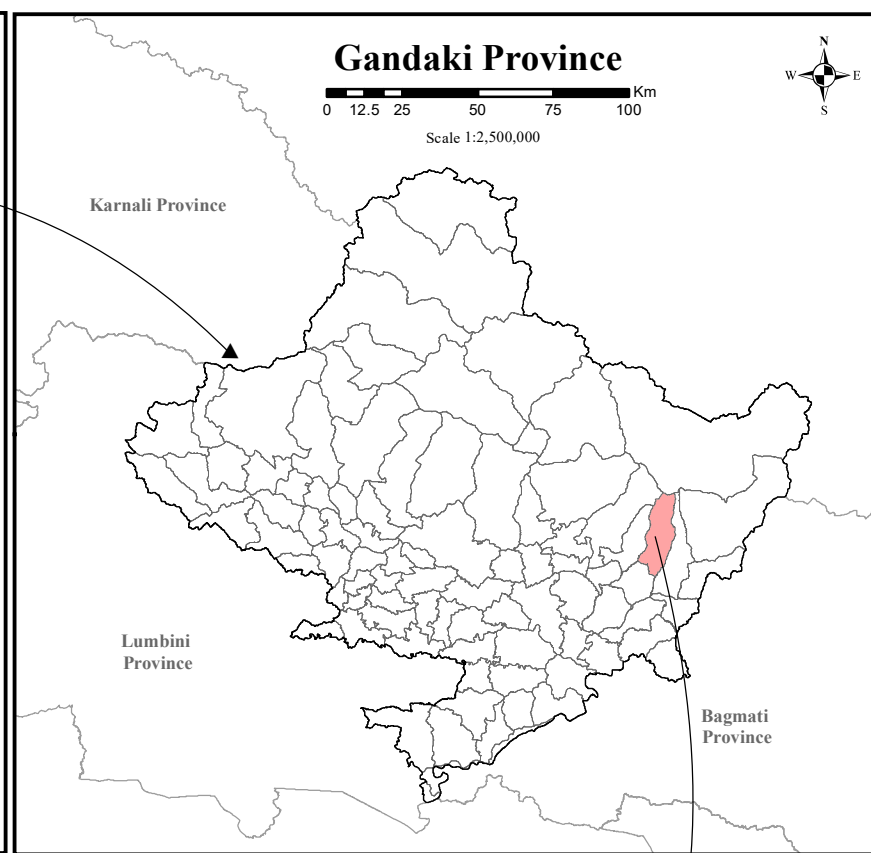 Gandaki Province
N
W E
S
Km
0 12.5 25 50 75 100
Scale 1:2,500,000
Karnali Province
Lumbini
Province
Bagmati
Province